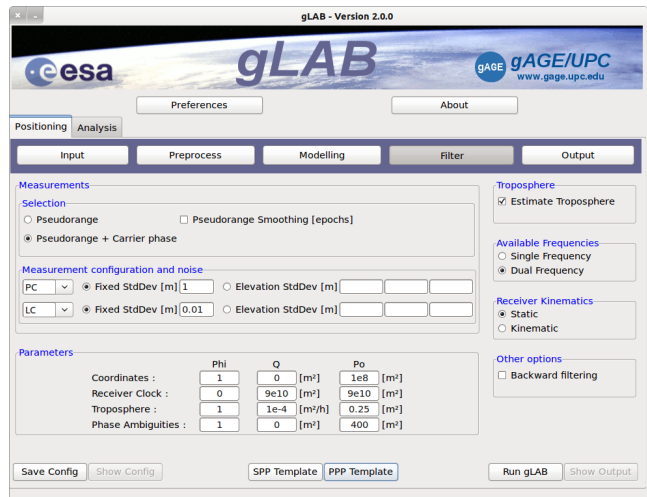 gLAB - Version 2.0.0
esa
gLAB
gAGE gAGE/UPC
www.gage.upc.edu
Preferences About
Positioning Analysis
Input Preprocess Modelling Filter Output
Measurements
Selection
Pseudorange Pseudorange Smoothing [epochs]
Pseudorange + Carrier phase
Measurement configuration and noise
PC Fixed StdDev [m] 1 Elevation StdDev [m]
LC Fixed StdDev [m] 0.01 Elevation StdDev [m]
Troposphere
Estimate Troposphere
Available Frequencies
Single Frequency
Dual Frequency
Receiver Kinematics
Static
Kinematic
Parameters
Phi Q Po
Coordinates : 1 0 [m²] 1e8 [m²]
Receiver Clock : 0 9e10 [m²] 9e10 [m²]
Troposphere : 1 1e-4 [m²/h] 0.25 [m²]
Phase Ambiguities : 1 0 [m²] 400 [m²]
Other options
Backward filtering
Save Config Show Config SPP Template PPP Template Run gLAB Show Output